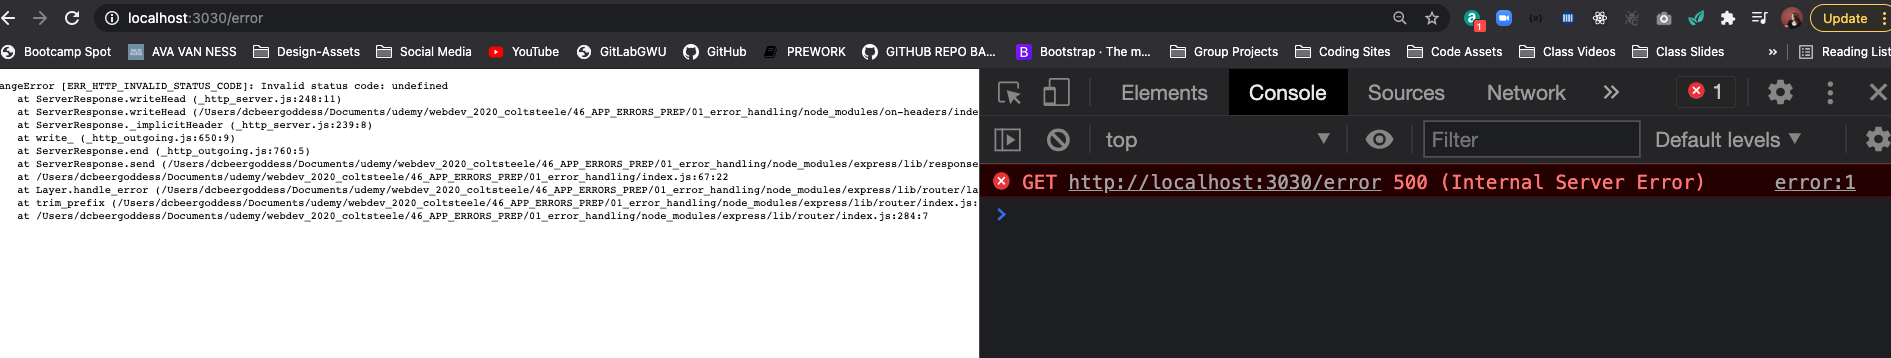 localhost:3030/error
1
Update
Bootcamp Spot
AVA VAN NESS
Design-Assets
Social Media
YouTube
GitLabGWU
GitHub
PREWORK
GITHUB REPO BA...
B
Bootstrap · The m...
Group Projects
Coding Sites
Code Assets
Class Videos
Class Slides
»
Reading List
angeError [ERR_HTTP_INVALID_STATUS_CODE]: Invalid status code: undefined
at ServerResponse.writeHead (_http_server.js:248:11)
at ServerResponse.writeHead (/Users/dcbeergoddess/Documents/udemy/webdev_2020_coltsteele/46_APP_ERRORS_PREP/01_error_handling/node_modules/on-headers/inde
at ServerResponse._implicitHeader (_http_server.js:239:8)
at write_ (_http_outgoing.js:650:9)
at ServerResponse.end (_http_outgoing.js:760:5)
at ServerResponse.send (/Users/dcbeergoddess/Documents/udemy/webdev_2020_coltsteele/46_APP_ERRORS_PREP/01_error_handling/node_modules/express/lib/response
at /Users/dcbeergoddess/Documents/udemy/webdev_2020_coltsteele/46_APP_ERRORS_PREP/01_error_handling/index.js:67:22
at Layer.handle_error (/Users/dcbeergoddess/Documents/udemy/webdev_2020_coltsteele/46_APP_ERRORS_PREP/01_error_handling/node_modules/express/lib/router/la
at trim_prefix (/Users/dcbeergoddess/Documents/udemy/webdev_2020_coltsteele/46_APP_ERRORS_PREP/01_error_handling/node_modules/express/lib/router/index.js:
at /Users/dcbeergoddess/Documents/udemy/webdev_2020_coltsteele/46_APP_ERRORS_PREP/01_error_handling/node_modules/express/lib/router/index.js:284:7
Elements
Console
Sources
Network
»
1
top
Filter
Default levels
GET http://localhost:3030/error 500 (Internal Server Error)
error:1